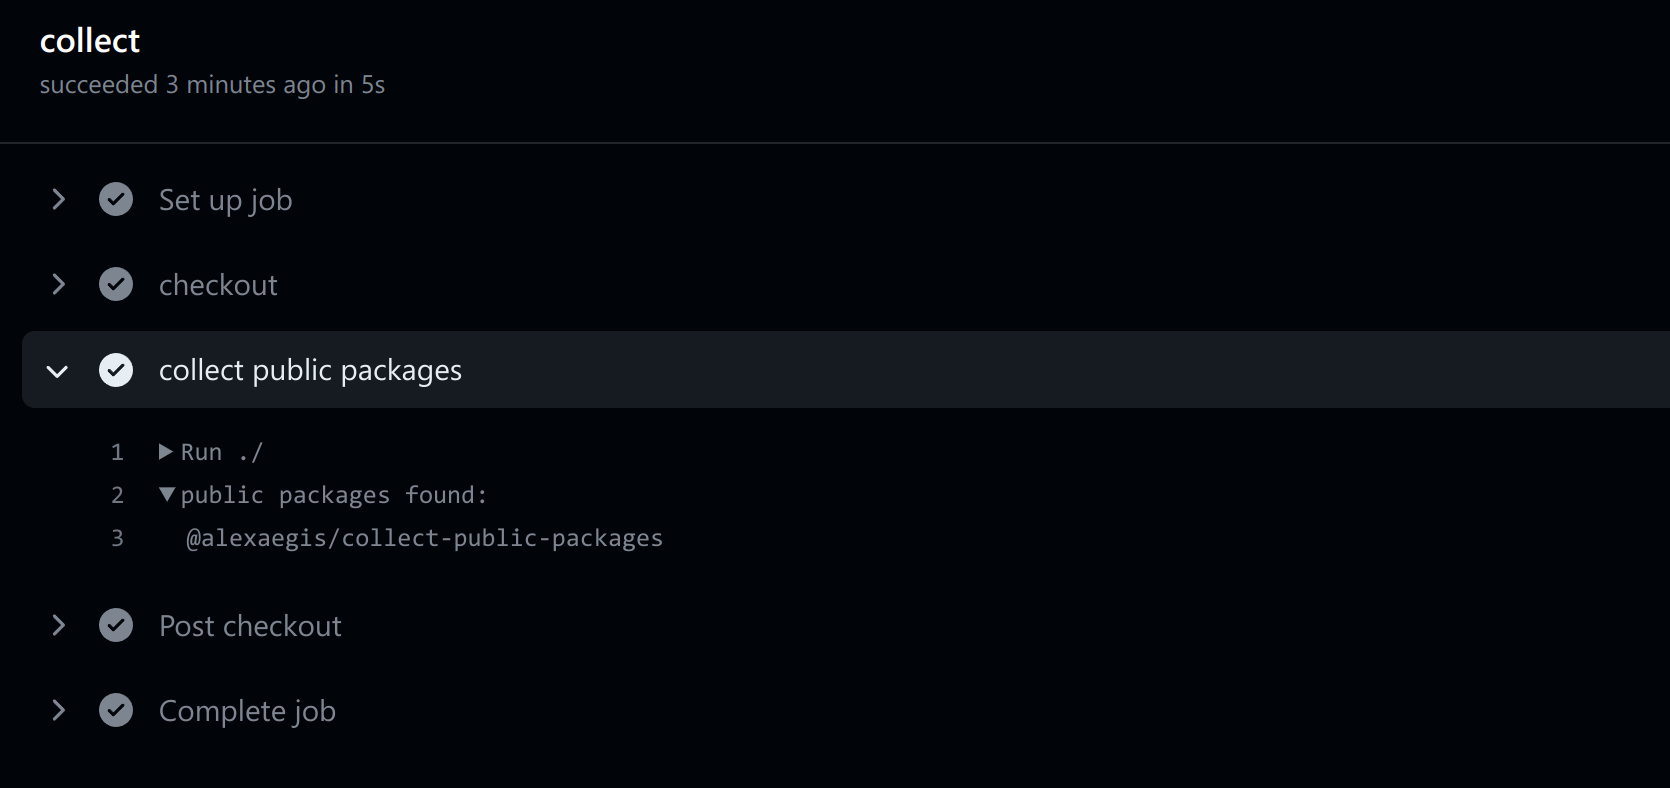 collect
succeeded 3 minutes ago in 5s
Set up job
checkout
collect public packages
1 Run ./
2 public packages found:
3 @alexaegis/collect-public-packages
Post checkout
Complete job